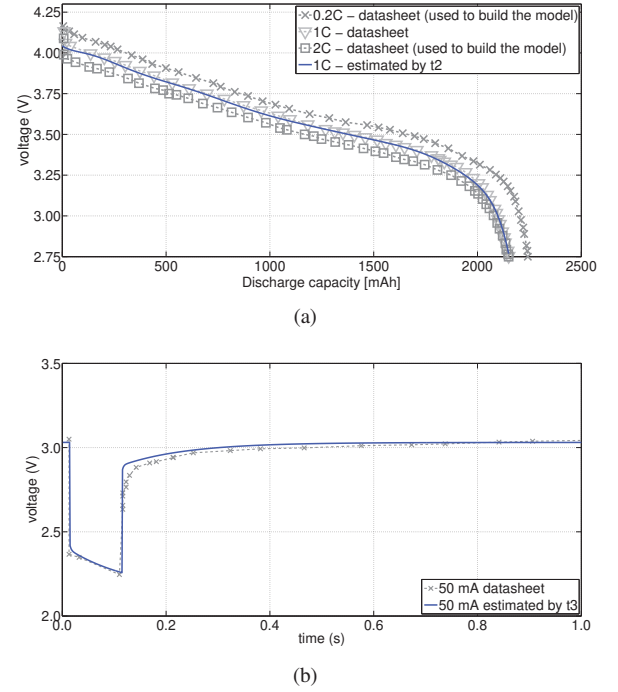 4.25
4.00
3.75
3.50
3.25
3.00
2.75
voltage (V)
0.2C − datasheet (used to build the model)
1C − datasheet
2C − datasheet (used to build the model)
1C − estimated by t2
0 500 1000 1500 2000 2500
Discharge capacity [mAh]
(a)
3.5
3.0
2.5
2.0
voltage (V)
50 mA datasheet
50 mA estimated by t3
0.0 0.2 0.4 0.6 0.8 1.0
time (s)
(b)